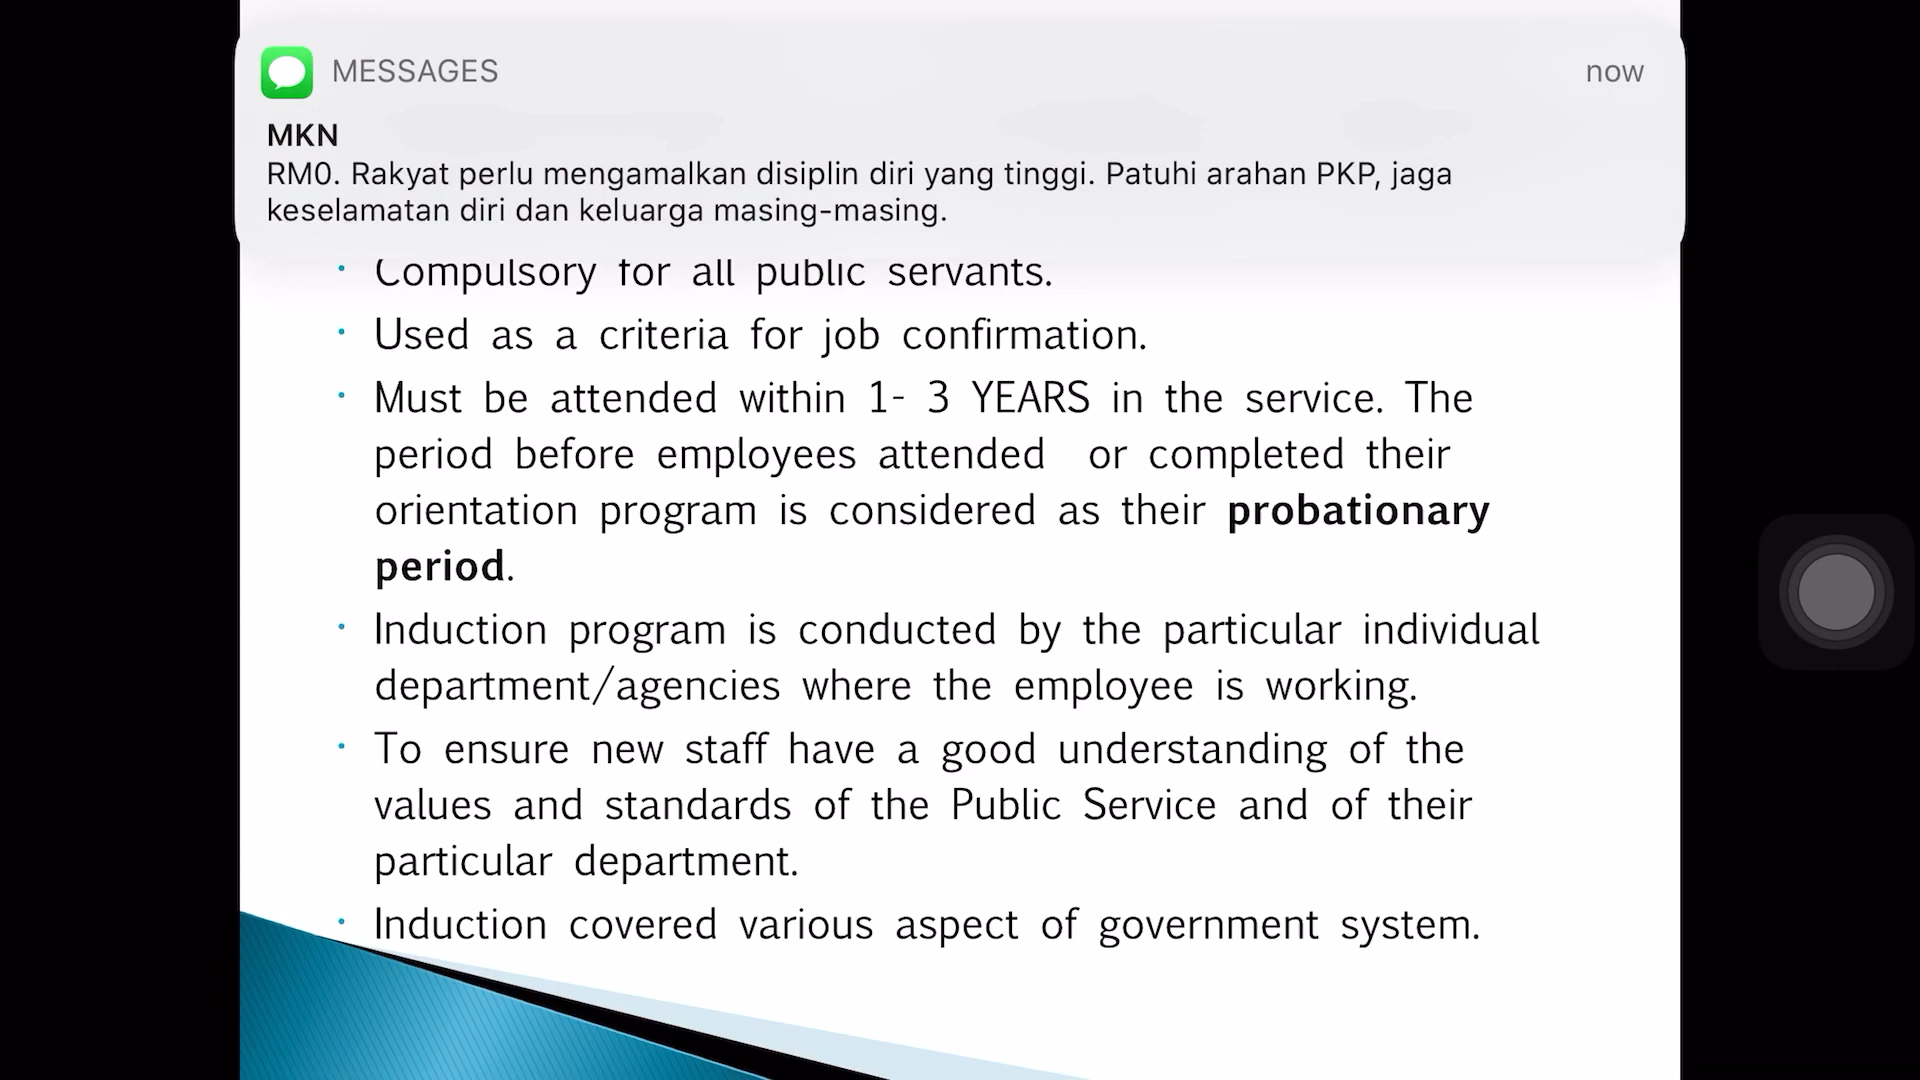 MESSAGES now
MKN
RM0. Rakyat perlu mengamalkan disiplin diri yang tinggi. Patuhi arahan PKP, jaga
keselamatan diri dan keluarga masing-masing.
• Compulsory for all public servants.
• Used as a criteria for job confirmation.
• Must be attended within 1- 3 YEARS in the service. The
period before employees attended or completed their
orientation program is considered as their probationary
period.
• Induction program is conducted by the particular individual
department/agencies where the employee is working.
• To ensure new staff have a good understanding of the
values and standards of the Public Service and of their
particular department.
• Induction covered various aspect of government system.